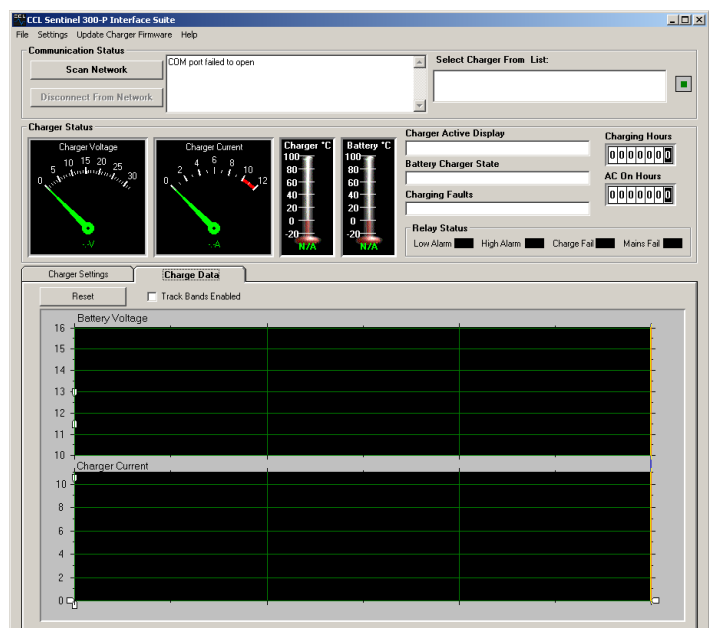 CCL Sentinel 300-P Interface Suite
File Settings Update Charger Firmware Help
Communication Status
Scan Network
Disconnect From Network
COM port failed to open
Select Charger From List:
Charger Status
Charger Voltage
0 5 10 15 20 25 30
-.-V
Charger Current
0 2 4 6 8 10 12
-.-A
Charger °C
100
80
60
40
20
0
-20
N/A
Battery °C
100
80
60
40
20
0
-20
N/A
Charger Active Display
Battery Charger State
Charging Faults
Charging Hours
0000000
AC On Hours
0000000
Relay Status
Low Alarm High Alarm Charge Fail Mains Fail
Charger Settings
Charge Data
Reset
Track Bands Enabled
Battery Voltage
16
15
14
13
12
11
10
Charger Current
10
8
6
4
2
0